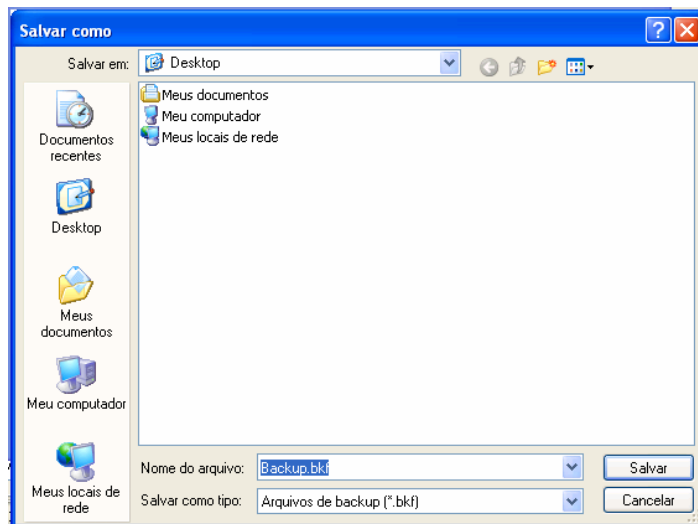 Salvar como
Salvar em: Desktop
Meus documentos
Meu computador
Meus locais de rede
Documentos
recentes
Desktop
Meus
documentos
Meu computador
Meus locais de
rede
Nome do arquivo: Backup.bkf Salvar
Salvar como tipo: Arquivos de backup (*.bkf) Cancelar